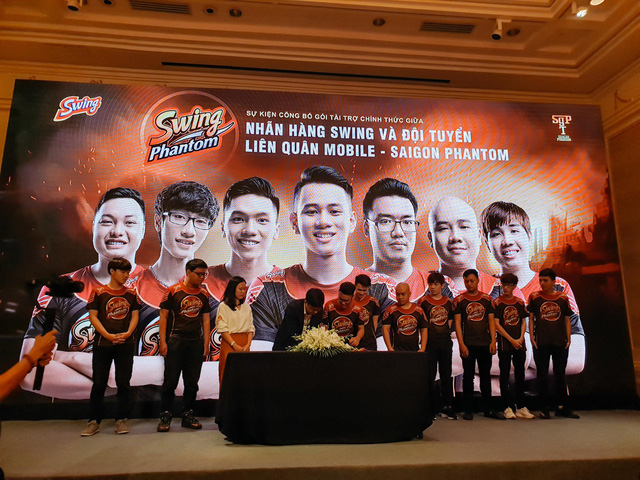 Swing
Swing
Phantom
SỰ KIỆN CÔNG BỐ GÓI TÀI TRỢ CHÍNH THỨC GIỮA
NHÃN HÀNG SWING VÀ ĐỘI TUYỂN
LIÊN QUÂN MOBILE - SAIGON PHANTOM
SGP